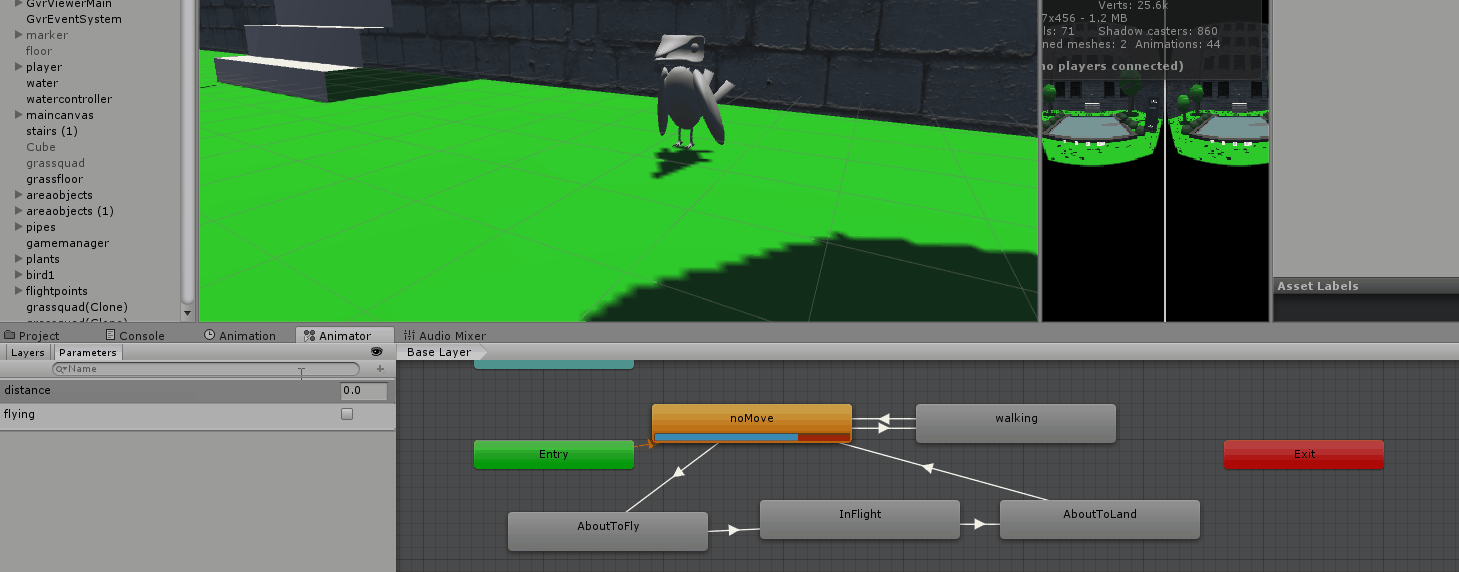 GvrViewerMain
GvrEventSystem
marker
floor
player
water
watercontroller
maincanvas
stairs (1)
Cube
grassquad
grassfloor
areaobjects
areaobjects (1)
pipes
gamemanager
plants
bird1
flightpoints
grassquad(Clone)
Verts: 25.6k
7x456 - 1.2 MB
ls: 71 Shadow casters: 860
ned meshes: 2 Animations: 44
no players connected)
Asset Labels
Project Console Animation Animator Audio Mixer
Layers Parameters
Base Layer
Name
distance 0.0
flying
noMove
walking
Entry
Exit
AboutToFly
InFlight
AboutToLand